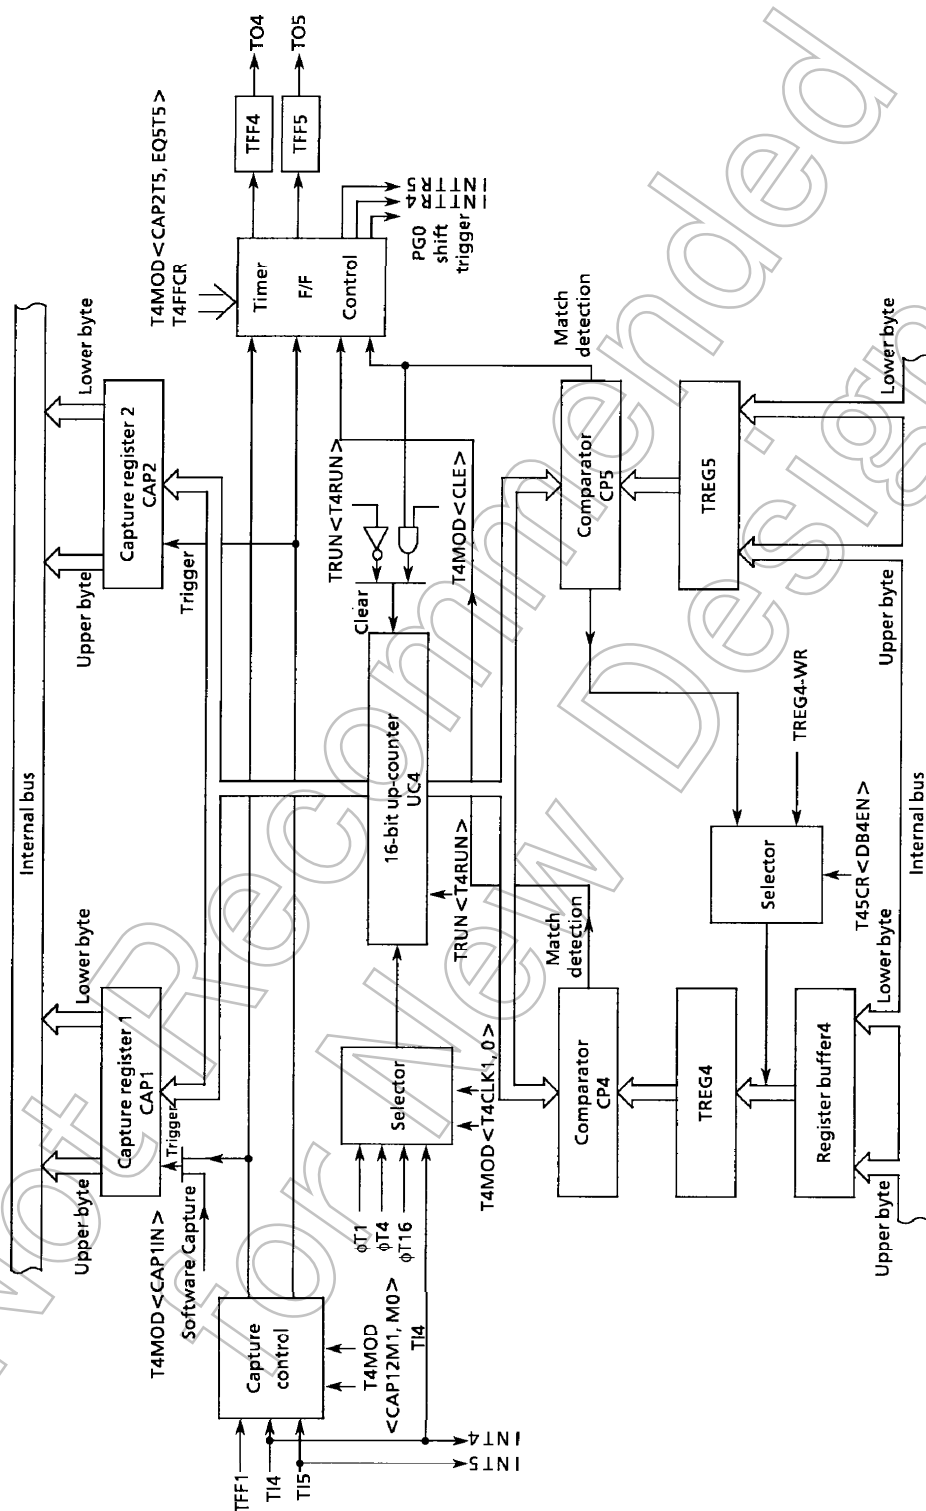 Internal bus
Upper byte
Lower byte
Upper byte
Lower byte
Capture register 1
CAP1
Capture register 2
CAP2
T4MOD<CAP1IN>
Software Capture
Trigger
Trigger
T4MOD<CAP2T5, EQ5T5>
T4FFCR
TFF1
TI4
TI5
Capture
control
Timer
F/F
Control
TFF4
TO4
TFF5
TO5
INT5
INT4
T4MOD
<CAP12M1, M0>
TI4
INTTR5
INTTR4
PG0
shift
trigger
TRUN<T4RUN>
Clear
T4MOD<CLE>
φT1
φT4
φT16
Selector
T4MOD<T4CLK1, 0>
16-bit up-counter
UC4
TRUN<T4RUN>
Match
detection
Match
detection
Comparator
CP4
Comparator
CP5
TREG4
TREG5
Selector
TREG4-WR
T45CR<DB4EN>
Register buffer4
Upper byte
Lower byte
Upper byte
Lower byte
Internal bus
Not Recommended
for New Design